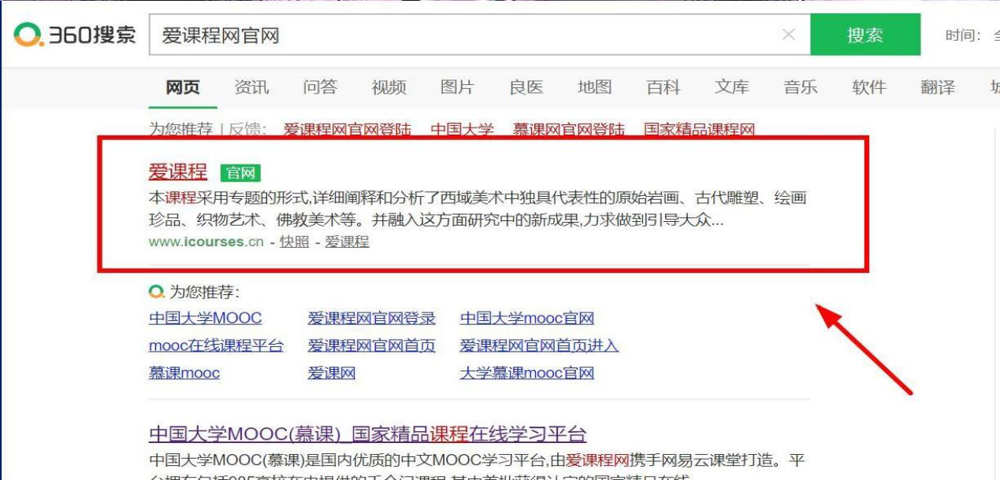 360搜索 爱课程网官网 × 搜索 时间：
网页 资讯 问答 视频 图片 良医 地图 百科 文库 音乐 软件 翻译
为您推荐 | 反馈: 爱课程网官网登陆 中国大学 慕课网官网登陆 国家精品课程网
爱课程 官网
本课程采用专题的形式,详细阐释和分析了西域美术中独具代表性的原始岩画、古代雕塑、绘画
珍品、织物艺术、佛教美术等。并融入这方面研究中的新成果,力求做到引导大众...
www.icourses.cn - 快照 - 爱课程
为您推荐:
中国大学MOOC 爱课程网官网登录 中国大学mooc官网
mooc在线课程平台 爱课程网官网首页 爱课程网官网首页进入
慕课mooc 爱课网 大学慕课mooc官网
中国大学MOOC(慕课)_国家精品课程在线学习平台
中国大学MOOC(慕课)是国内优质的中文MOOC学习平台,由爱课程网携手网易云课堂打造。平